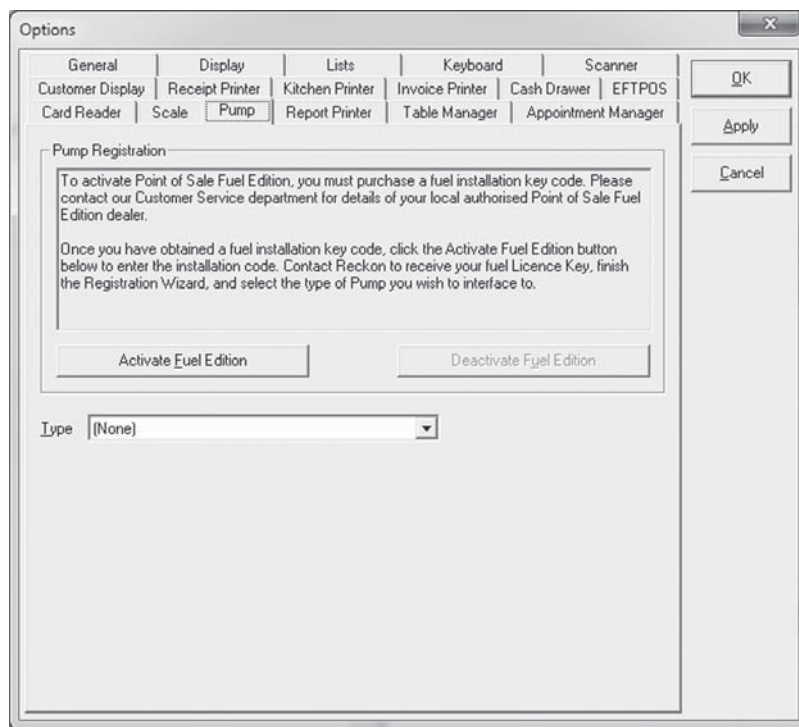 Options
General Display Lists Keyboard Scanner
Customer Display Receipt Printer Kitchen Printer Invoice Printer Cash Drawer EFTPOS
Card Reader Scale Pump Report Printer Table Manager Appointment Manager
OK
Apply
Cancel
Pump Registration
To activate Point of Sale Fuel Edition, you must purchase a fuel installation key code. Please
contact our Customer Service department for details of your local authorised Point of Sale Fuel
Edition dealer.
Once you have obtained a fuel installation key code, click the Activate Fuel Edition button
below to enter the installation code. Contact Reckon to receive your fuel Licence Key, finish
the Registration Wizard, and select the type of Pump you wish to interface to.
Activate Fuel Edition Deactivate Fuel Edition
Type (None)